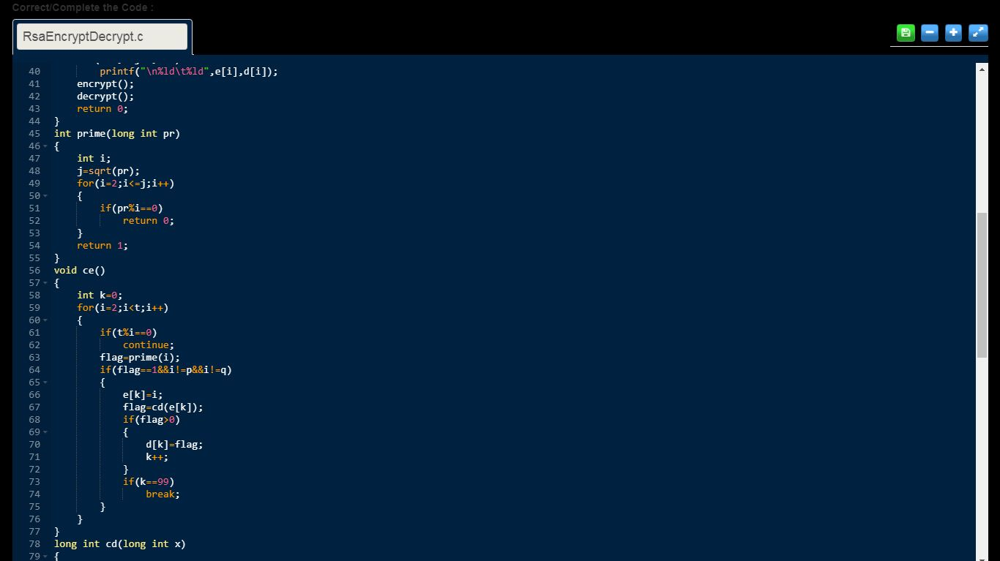 Correct/Complete the Code :
RsaEncryptDecrypt.c
40 printf("\n%ld\t%ld",e[i],d[i]);
41 encrypt();
42 decrypt();
43 return 0;
44 }
45 int prime(long int pr)
46 {
47 int i;
48 j=sqrt(pr);
49 for(i=2;i<=j;i++)
50 {
51 if(pr%i==0)
52 return 0;
53 }
54 return 1;
55 }
56 void ce()
57 {
58 int k=0;
59 for(i=2;i<t;i++)
60 {
61 if(t%i==0)
62 continue;
63 flag=prime(i);
64 if(flag==1&&i!=p&&i!=q)
65 {
66 e[k]=i;
67 flag=cd(e[k]);
68 if(flag>0)
69 {
70 d[k]=flag;
71 k++;
72 }
73 if(k==99)
74 break;
75 }
76 }
77 }
78 long int cd(long int x)
79 {